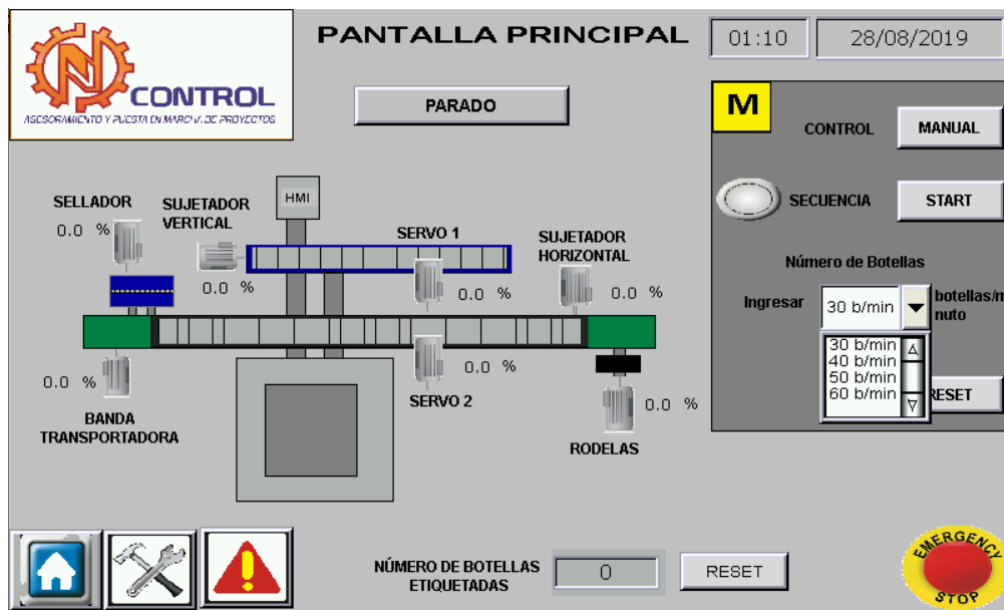 PANTALLA PRINCIPAL
01:10
28/08/2019
N
CONTROL
ASESORAMIENTO Y PUESTA EN MARCHA DE PROYECTOS
PARADO
M
CONTROL
MANUAL
SECUENCIA
START
Número de Botellas
Ingresar
30 b/min
botellas/m
nuto
30 b/min
40 b/min
50 b/min
60 b/min
RESET
SELLADOR
0.0 %
SUJETADOR
VERTICAL
0.0 %
HMI
SERVO 1
0.0 %
SUJETADOR
HORIZONTAL
0.0 %
0.0 %
BANDA
TRANSPORTADORA
0.0 %
SERVO 2
0.0 %
RODELAS
NÚMERO DE BOTELLAS
ETIQUETADAS
0
RESET
EMERGENCY
STOP